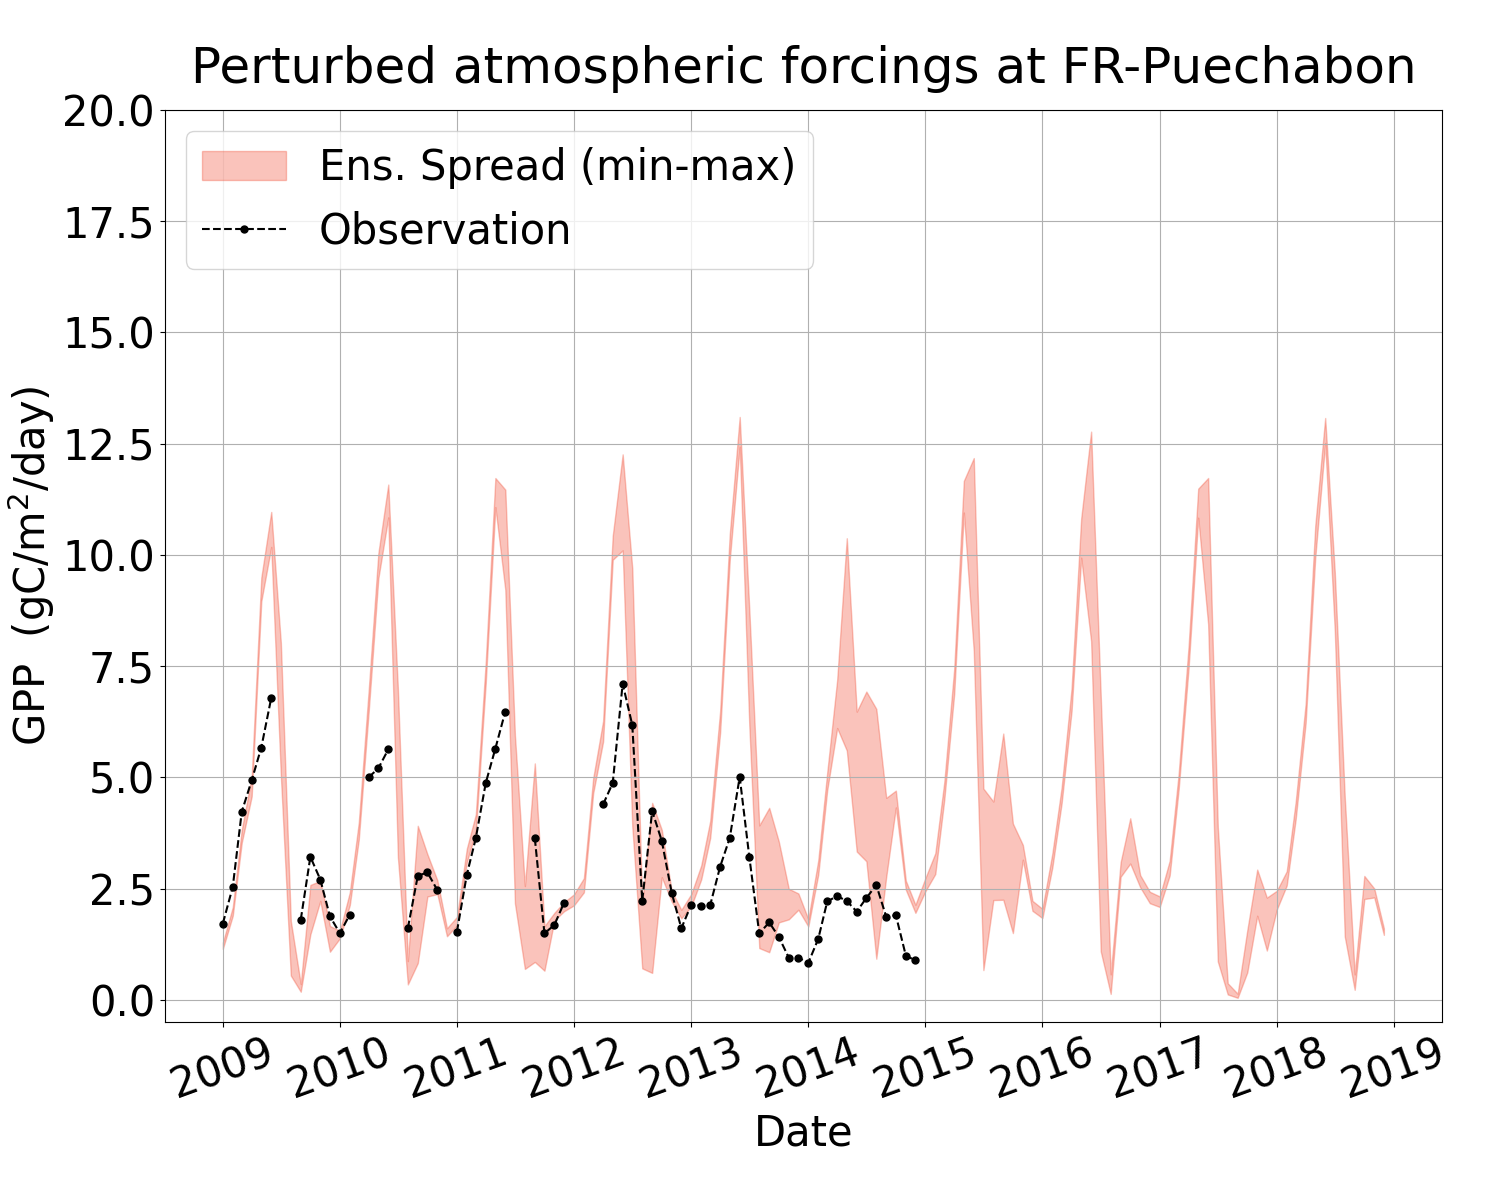 Perturbed atmospheric forcings at FR-Puechabon
Ens. Spread (min-max)
Observation
GPP (gC/m²/day)
20.0
17.5
15.0
12.5
10.0
7.5
5.0
2.5
0.0
2009 2010 2011 2012 2013 2014 2015 2016 2017 2018 2019
Date